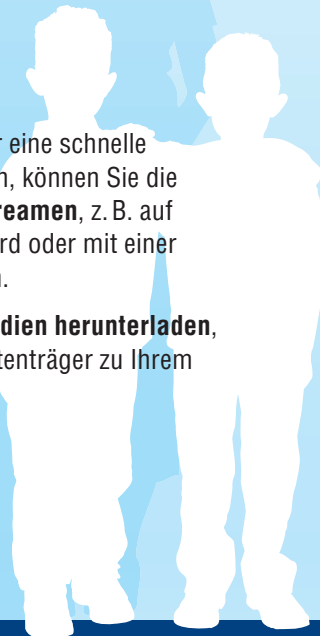 eine schnelle
, können Sie die
reamen, z. B. auf
rd oder mit einer
.
dien herunterladen,
tenträger zu Ihrem